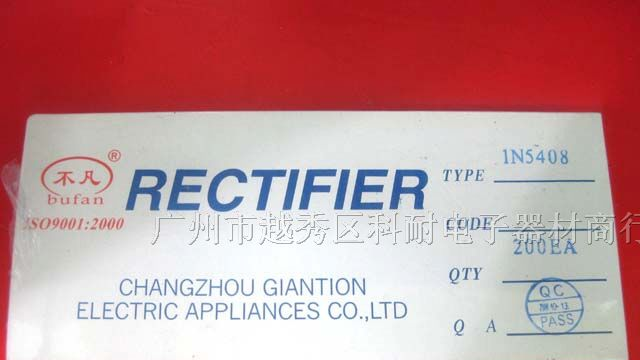 不凡®
bufan
ISO9001:2000
RECTIFIER
CHANGZHOU GIANTION
ELECTRIC APPLIANCES CO.,LTD
TYPE 1N5408
CODE
QTY 200EA
Q A
QC
PASS
广州市越秀区科耐电子器材商行